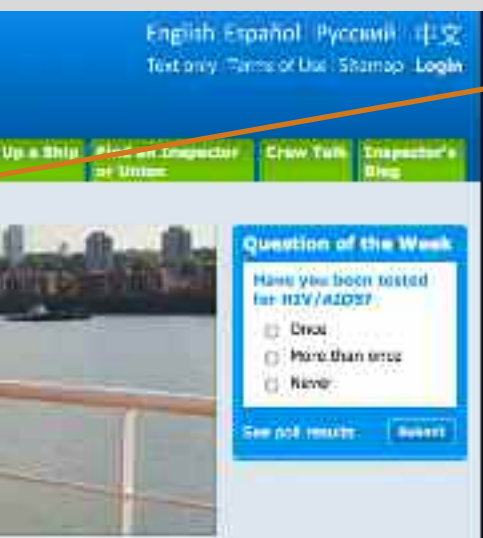 English Español Русский 中文
Text only Terms of Use Sitemap Login
Up a Ship Find an Inspector or Union Crew Talk Inspector's Blog
Question of the Week
Have you been tested
for HIV/AIDS?
Once
More than once
Never
See poll results Submit